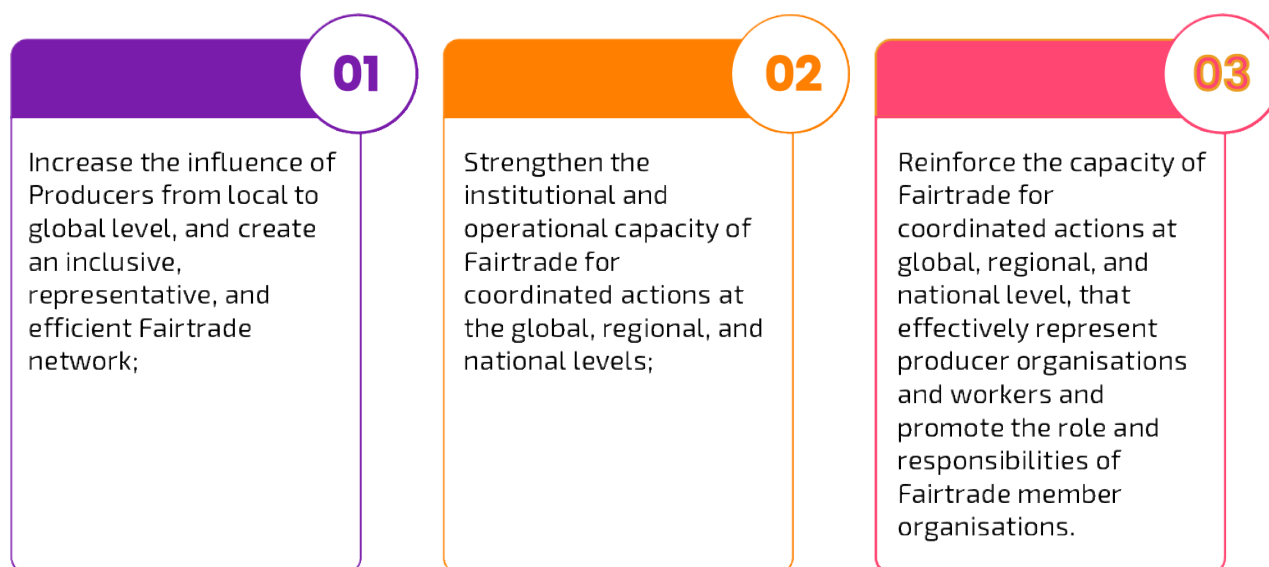 01
Increase the influence of
Producers from local to
global level, and create
an inclusive,
representative, and
efficient Fairtrade
network;
02
Strengthen the
institutional and
operational capacity of
Fairtrade for
coordinated actions at
the global, regional, and
national levels;
03
Reinforce the capacity of
Fairtrade for
coordinated actions at
global, regional, and
national level, that
effectively represent
producer organisations
and workers and
promote the role and
responsibilities of
Fairtrade member
organisations.